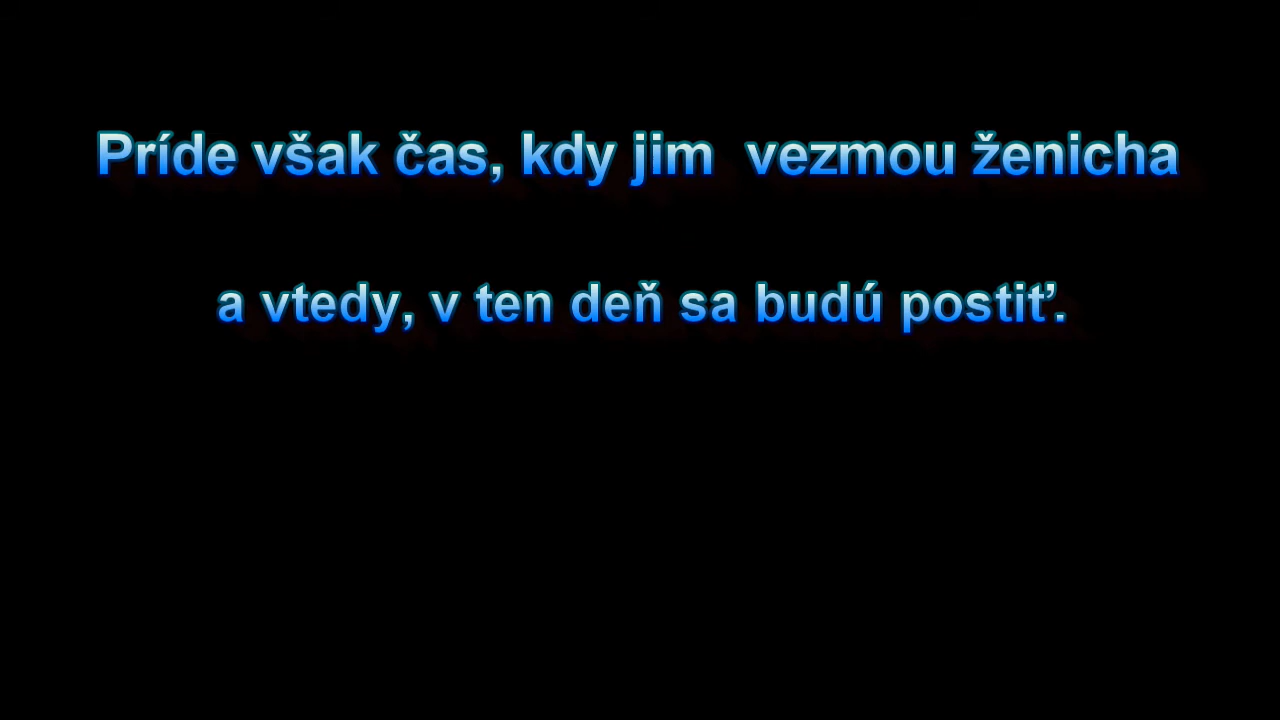 Príde však čas, kdy jim  vezmou ženicha
a vtedy, v ten deň sa budú postiť.